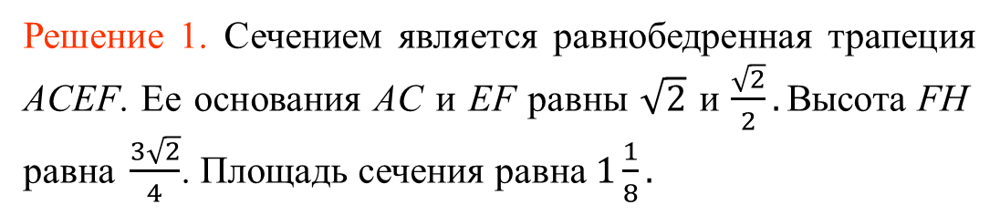 Решение 1. Сечением является равнобедренная трапеция
ACEF. Ее основания AC и EF равны √2 и √2/2. Высота FH
равна 3√2/4. Площадь сечения равна 1 1/8.